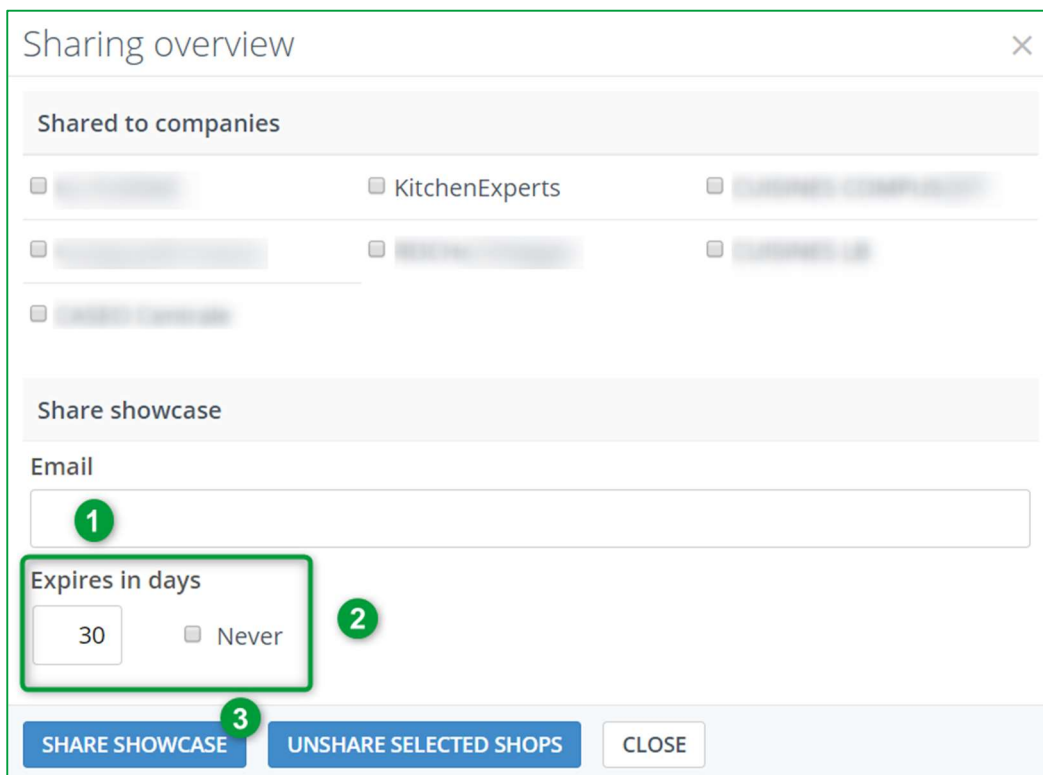 Sharing overview
Shared to companies
KitchenExperts
Share showcase
Email
1
Expires in days
2
30 Never
3
SHARE SHOWCASE UNSHARE SELECTED SHOPS CLOSE